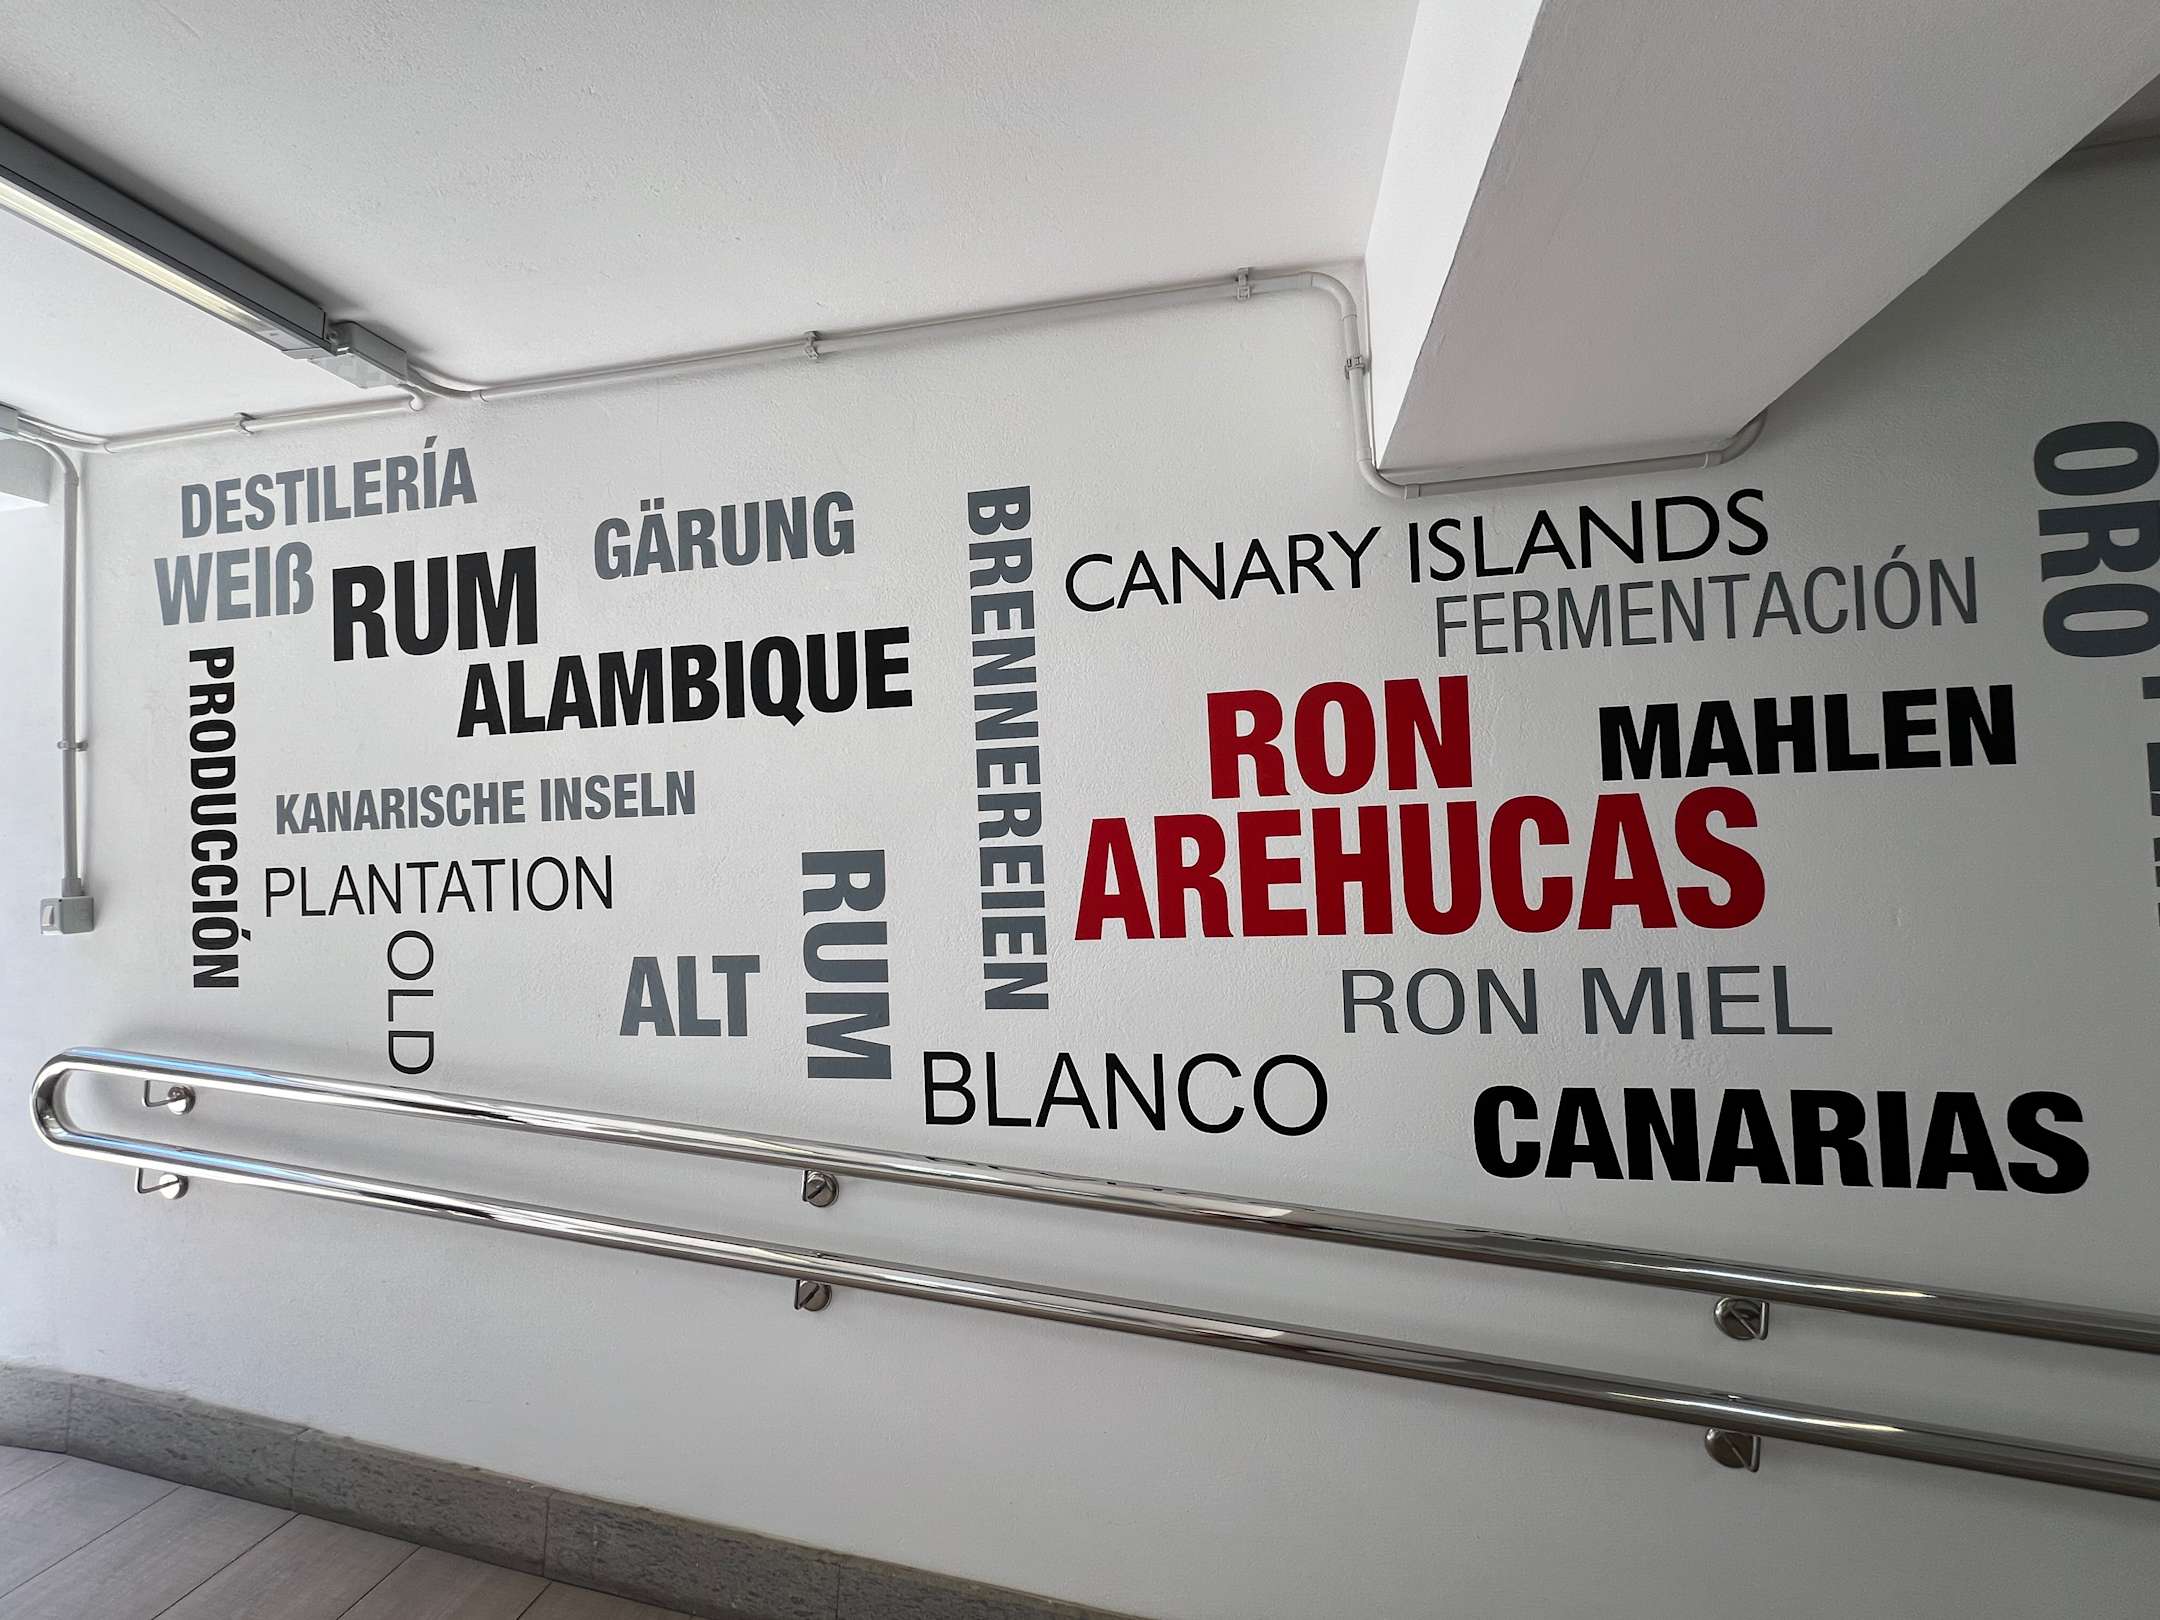 DESTILERÍA
WEIß
RUM
GÄRUNG
ALAMBIQUE
PRODUCCIÓN
KANARISCHE INSELN
PLANTATION
OLD
ALT
RUM
BRENNEREIEN
CANARY ISLANDS
FERMENTACIÓN
RON
AREHUCAS
MAHLEN
RON MIEL
BLANCO
CANARIAS
ORO